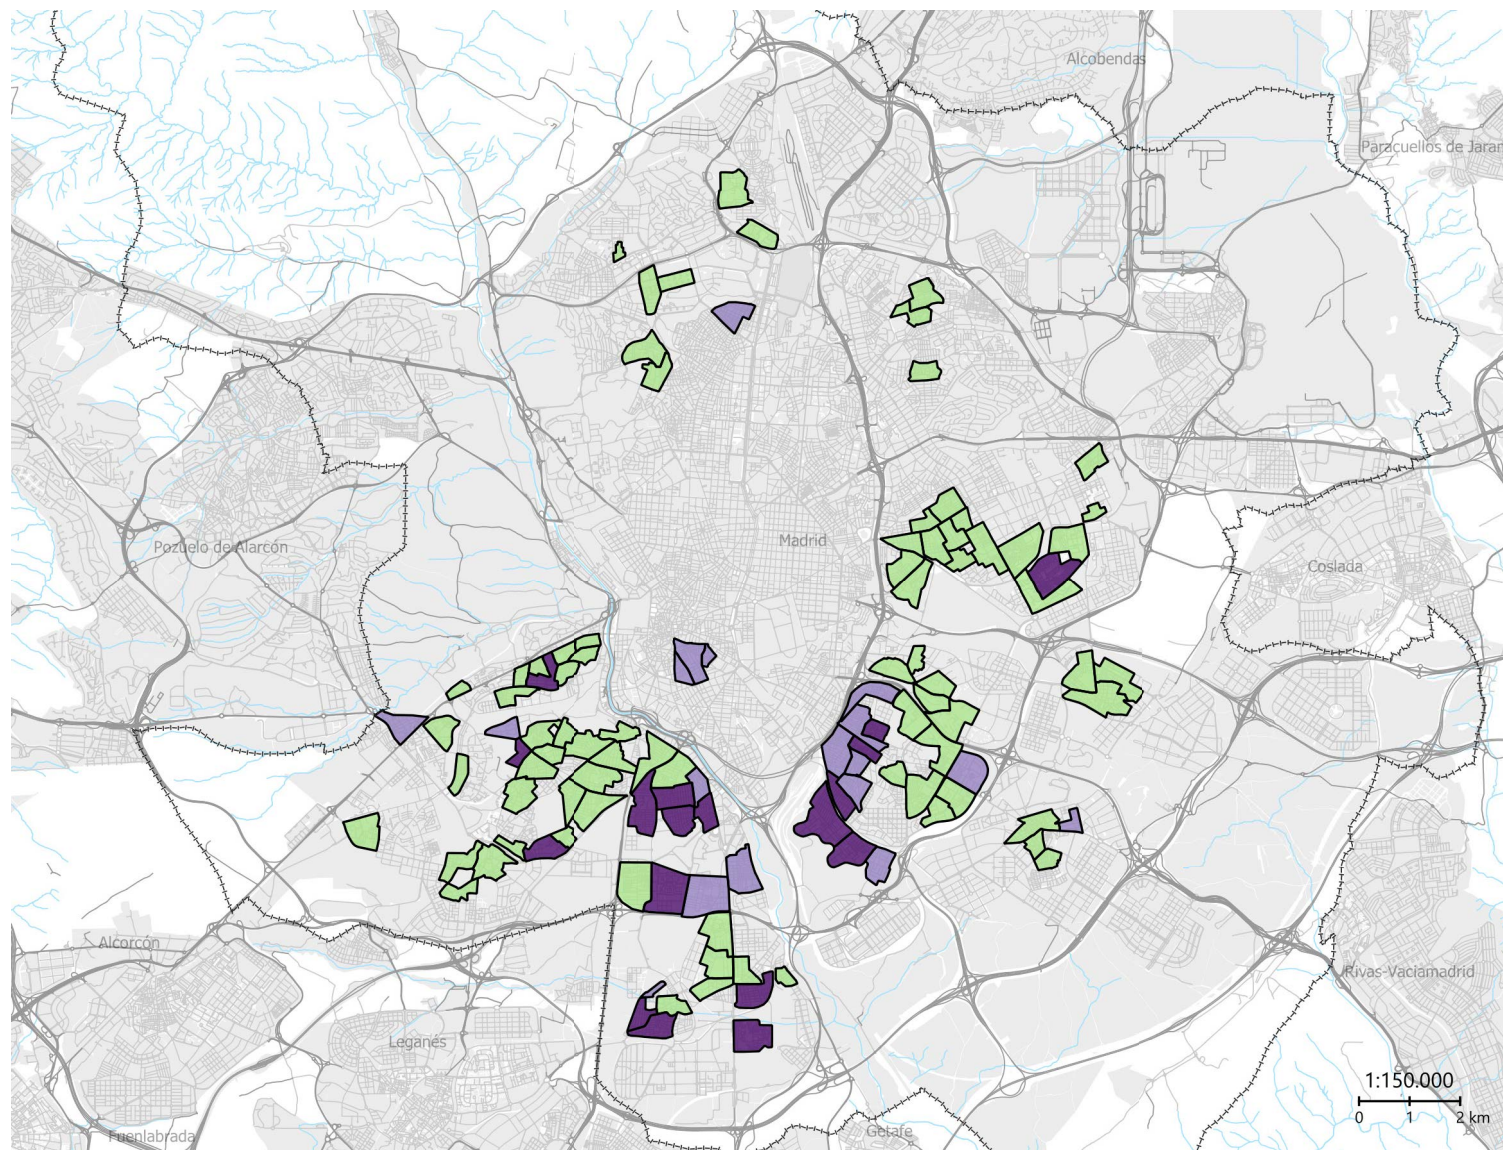 Alcobendas
Paracuellos de Jarar
Madrid
Pozuelo de Alarcón
Coslada
Alcorcón
Rivas-Vaciamadrid
Leganés
1:150.000
0 1 2 km
Fuenlabrada
Getafe